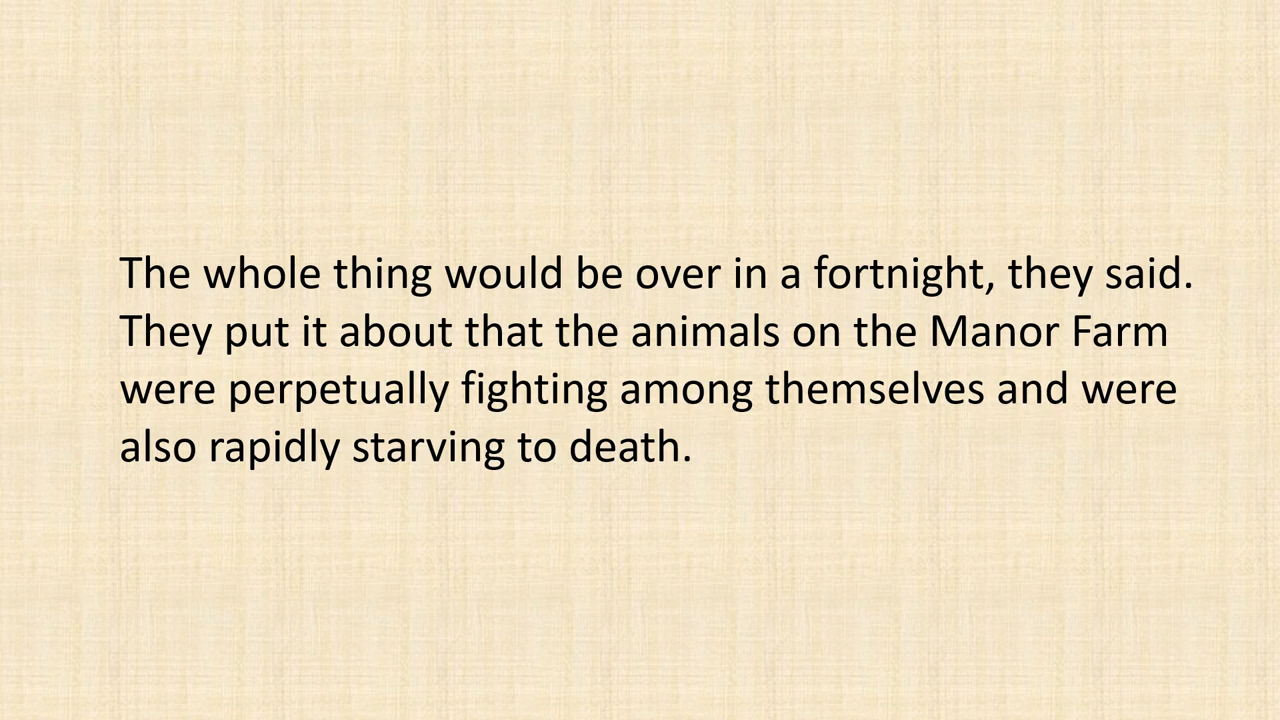 The whole thing would be over in a fortnight, they said.
They put it about that the animals on the Manor Farm
were perpetually fighting among themselves and were
also rapidly starving to death.